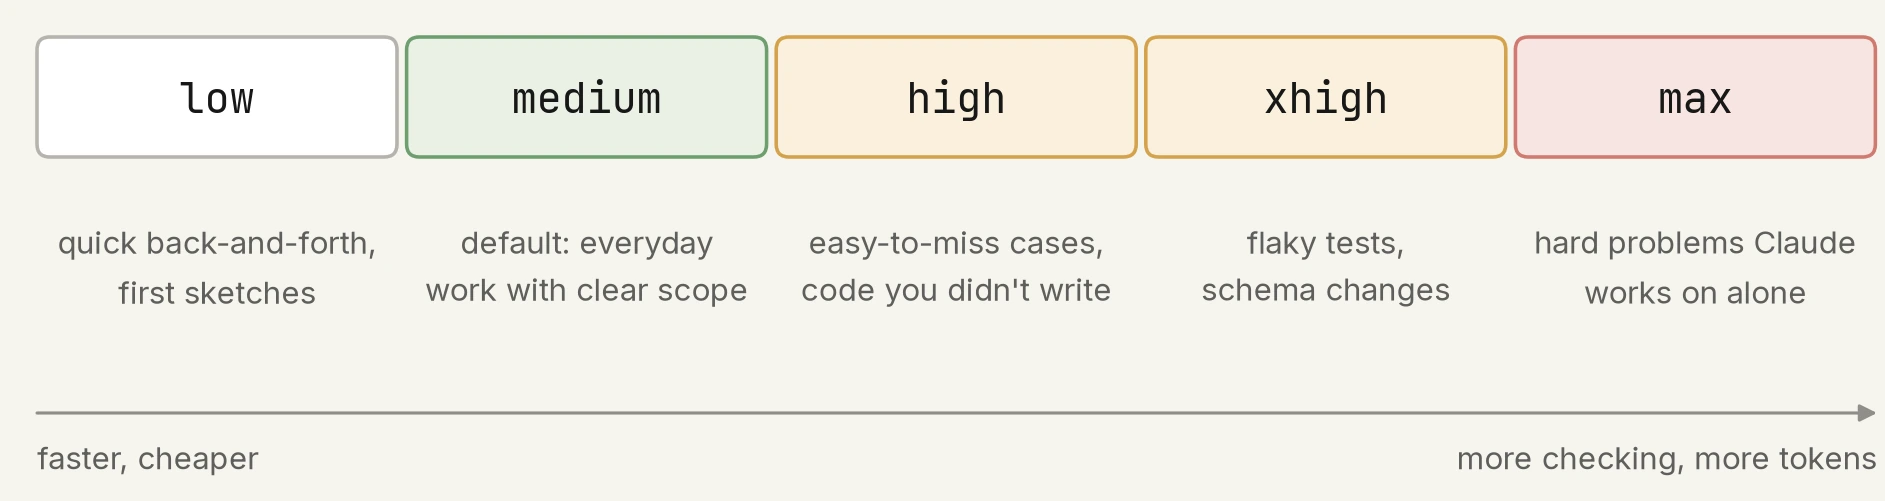 low
medium
high
xhigh
max
quick back-and-forth,
first sketches
default: everyday
work with clear scope
easy-to-miss cases,
code you didn't write
flaky tests,
schema changes
hard problems Claude
works on alone
faster, cheaper
more checking, more tokens